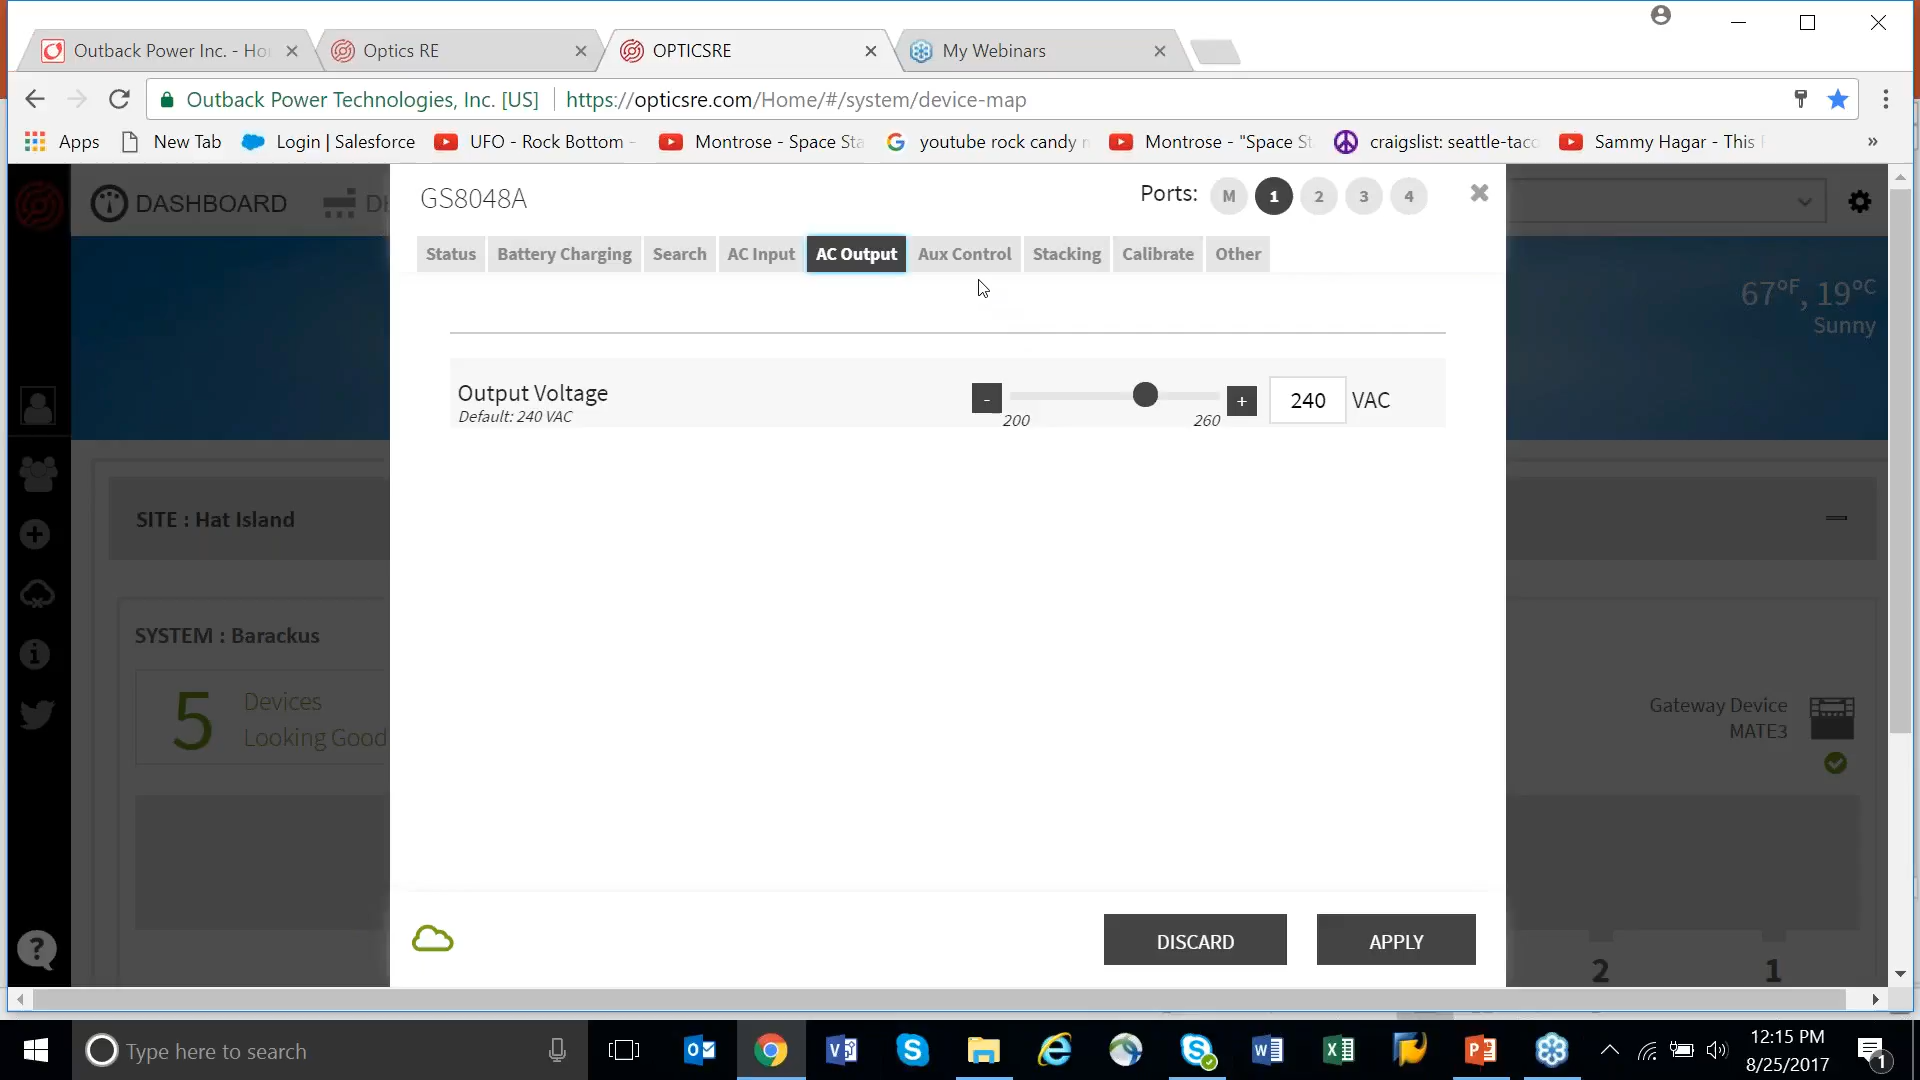 Outback Power Inc. - Ho
Optics RE
OPTICSRE
My Webinars
Outback Power Technologies, Inc. [US]
https://opticsre.com/Home/#/system/device-map
Apps
New Tab
Login | Salesforce
UFO - Rock Bottom -
Montrose - Space Sta
youtube rock candy
Montrose - "Space St
craigslist: seattle-taco
Sammy Hagar - This
»
DASHBOARD
GS8048A
Ports: M 1 2 3 4
Status
Battery Charging
Search
AC Input
AC Output
Aux Control
Stacking
Calibrate
Other
67°F, 19°C
Sunny
Output Voltage
Default: 240 VAC
-
200
260
+
240
VAC
SITE : Hat Island
SYSTEM : Barackus
5
Devices
Looking Good
Gateway Device
MATE3
DISCARD
APPLY
2
1
Type here to search
12:15 PM
8/25/2017
1